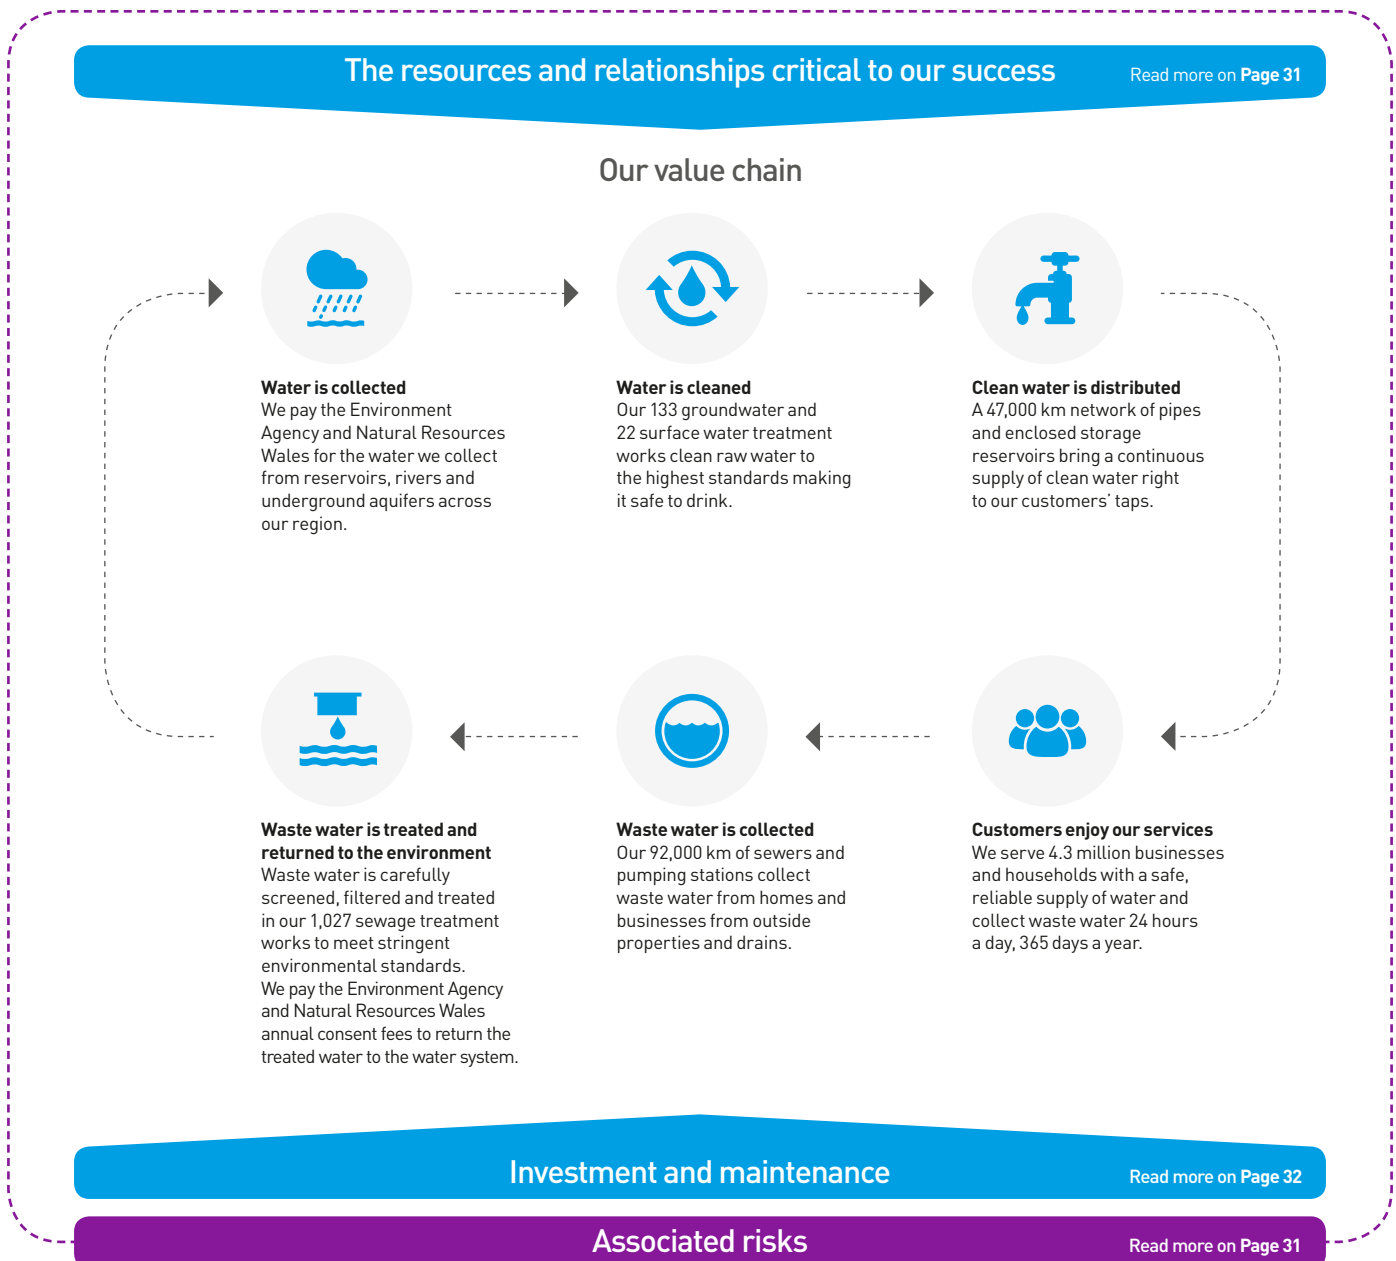 The resources and relationships critical to our success
Read more on Page 31
Our value chain
Water is collected
We pay the Environment
Agency and Natural Resources
Wales for the water we collect
from reservoirs, rivers and
underground aquifers across
our region.
Water is cleaned
Our 133 groundwater and
22 surface water treatment
works clean raw water to
the highest standards making
it safe to drink.
Clean water is distributed
A 47,000 km network of pipes
and enclosed storage
reservoirs bring a continuous
supply of clean water right
to our customers' taps.
Waste water is treated and
returned to the environment
Waste water is carefully
screened, filtered and treated
in our 1,027 sewage treatment
works to meet stringent
environmental standards.
We pay the Environment Agency
and Natural Resources Wales
annual consent fees to return the
treated water to the water system.
Waste water is collected
Our 92,000 km of sewers and
pumping stations collect
waste water from homes and
businesses from outside
properties and drains.
Customers enjoy our services
We serve 4.3 million businesses
and households with a safe,
reliable supply of water and
collect waste water 24 hours
a day, 365 days a year.
Investment and maintenance
Read more on Page 32
Associated risks
Read more on Page 31